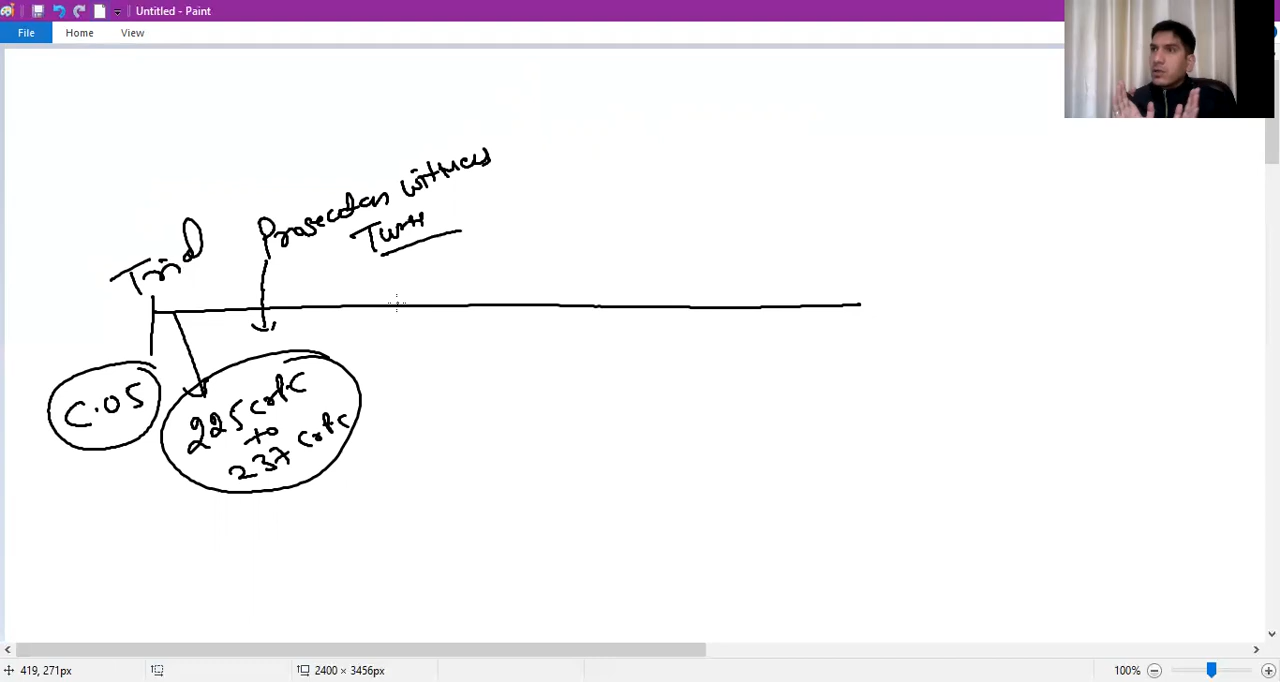 Untitled - Paint
File Home View
Prosecution witness
Turn
Trial
C.O.S
225 CrPC
to
237 CrPC
419, 271px
2400 × 3456px
100%